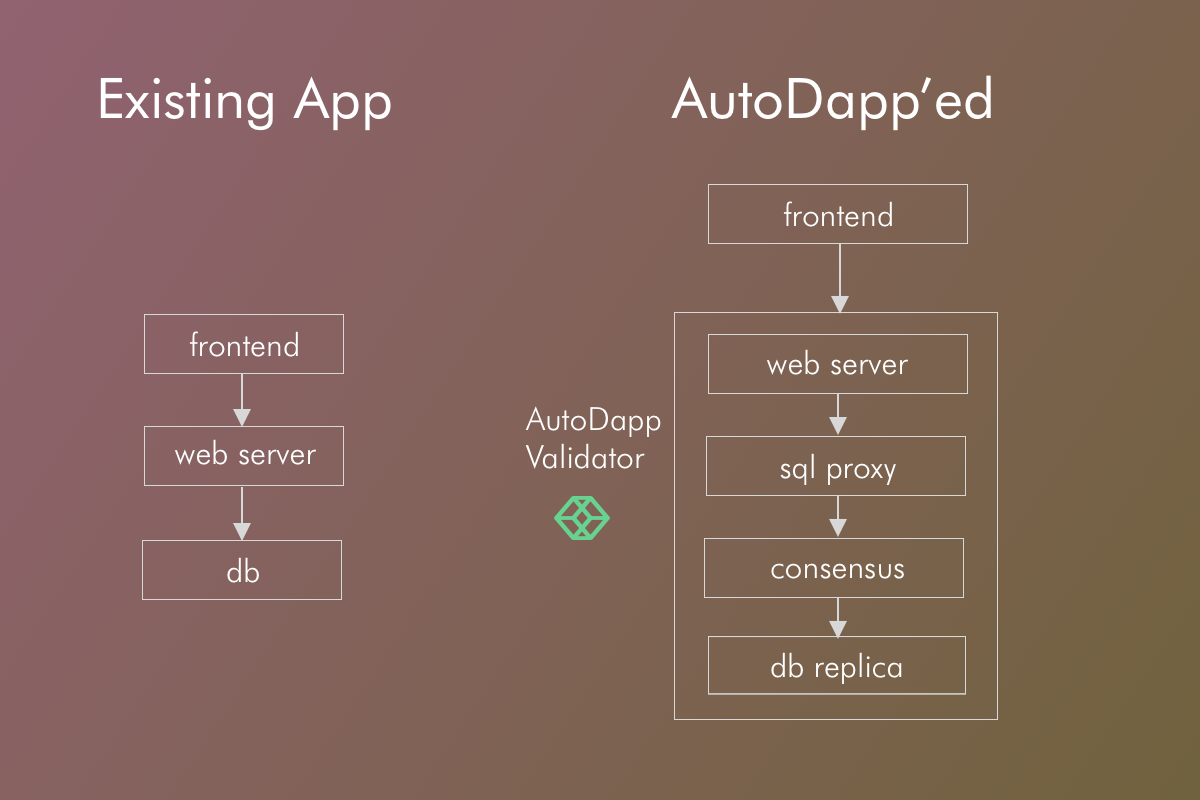 Existing App
frontend
web server
db
AutoDapp’ed
frontend
AutoDapp
Validator
web server
sql proxy
consensus
db replica